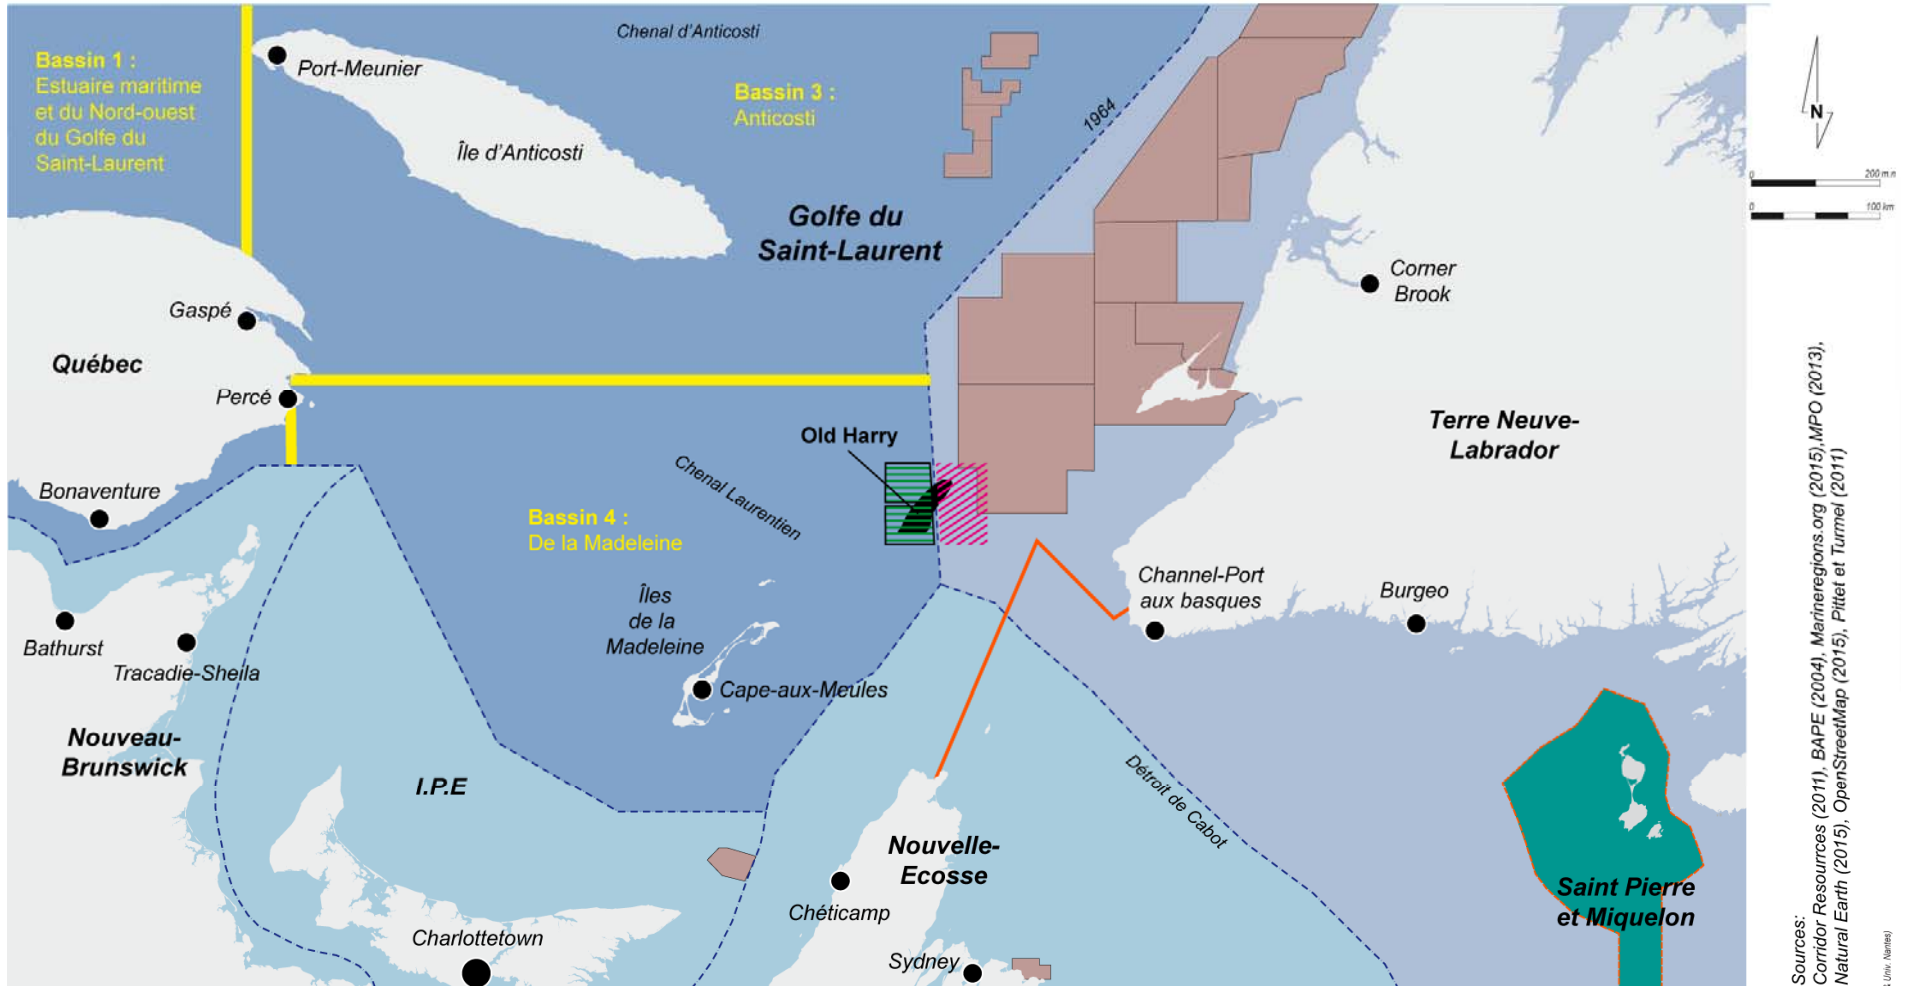 Chenal d'Anticosti
Bassin 1 :
Estuaire maritime
et du Nord-ouest
du Golfe du
Saint-Laurent
Port-Meunier
Bassin 3 :
Anticosti
1964
N
Île d'Anticosti
0
200 m.n
0
100 km
Golfe du
Saint-Laurent
Corner
Brook
Gaspé
Québec
Percé
Old Harry
Terre Neuve-
Labrador
Chenal Laurentien
Bonaventure
Bassin 4 :
De la Madeleine
Îles
de la
Madeleine
Channel-Port
aux basques
Burgeo
Bathurst
Tracadie-Sheila
Cape-aux-Meules
Nouveau-
Brunswick
I.P.E
Détroit de Cabot
Nouvelle-
Ecosse
Saint Pierre
et Miquelon
Chéticamp
Charlottetown
Sydney
Sources:
Corridor Resourrces (2011), BAPE (2004), Marineregions.org (2015),MPO (2013),
Natural Earth (2015), OpenStreetMap (2015), Pittet et Turmel (2011)
Univ. Nantes)